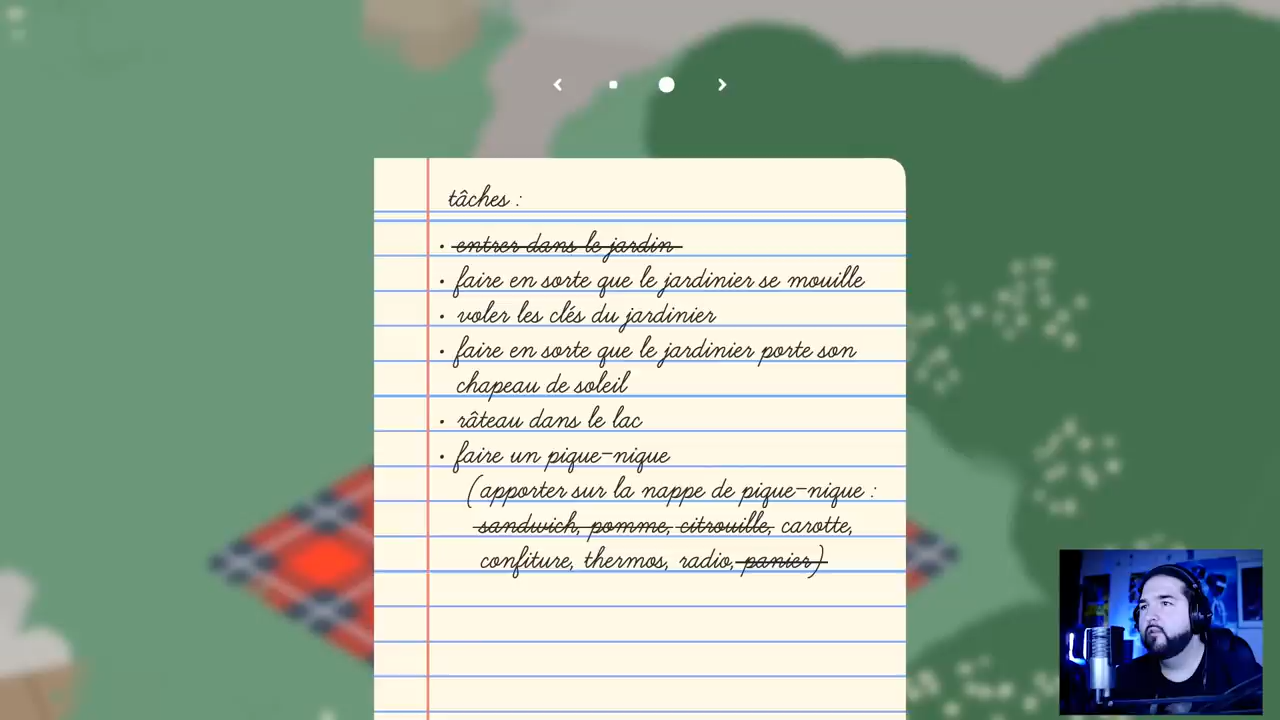 tâches :
• entrer dans le jardin
• faire en sorte que le jardinier se mouille
• voler les clés du jardinier
• faire en sorte que le jardinier porte son
chapeau de soleil
• râteau dans le lac
• faire un pique-nique
(apporter sur la nappe de pique-nique :
sandwich, pomme, citrouille, carotte,
confiture, thermos, radio, panier)